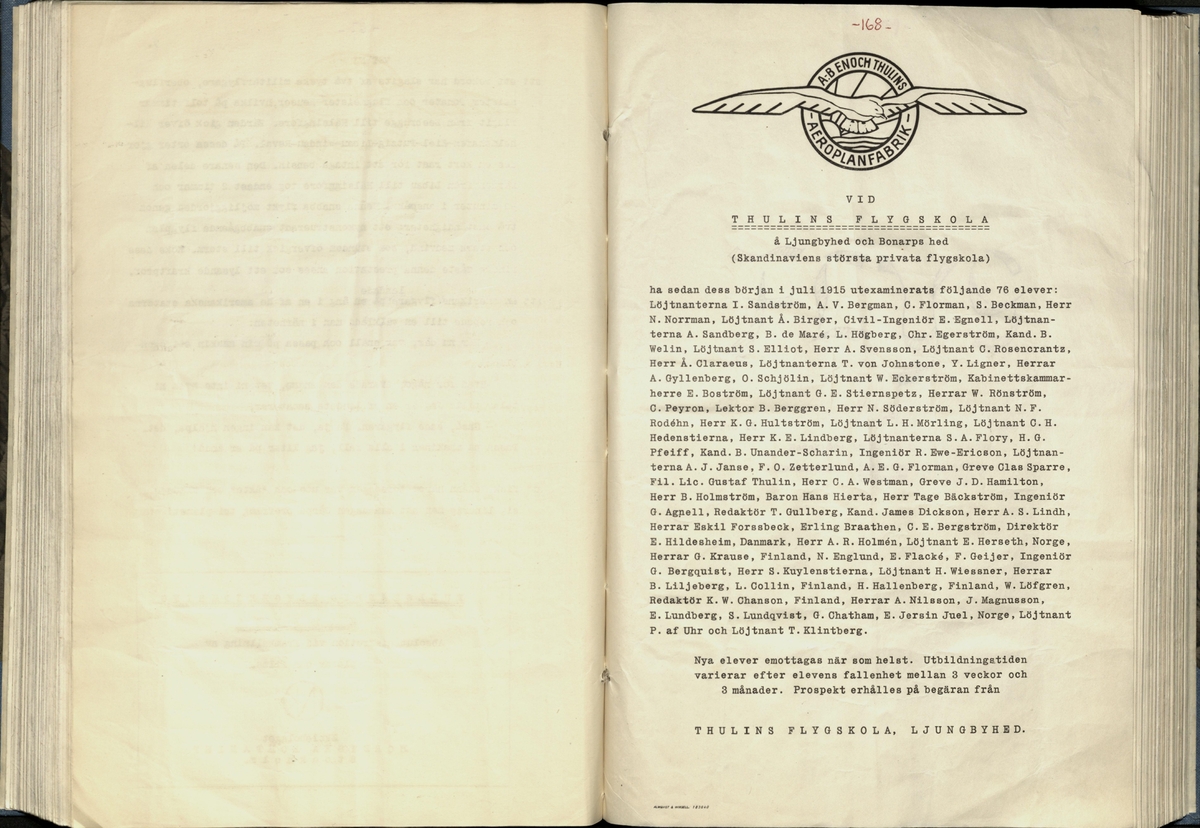 -168-
A.-B. ENOCH THULINS
AEROPLANFABRIK
VID
THULINS FLYGSKOLA
å Ljungbyhed och Bonarps hed
(Skandinaviens största privata flygskola)
ha sedan dess början i juli 1915 utexaminerats följande 76 elever:
Löjtnanterna I. Sandström, A. V. Bergman, C. Florman, S. Beckman, Herr
N. Norrman, Löjtnant Å. Birger, Civil-Ingeniör E. Egnell, Löjtnan-
terna A. Sandberg, B. de Maré, L. Högberg, Chr. Egerström, Kand. B.
Welin, Löjtnant S. Elliot, Herr A. Svensson, Löjtnant C. Rosencrantz,
Herr Å. Claraeus, Löjtnanterna T. von Johnstone, Y. Ligner, Herrar
A. Gyllenberg, O. Schjölin, Löjtnant W. Eckerström, Kabinettskammar-
herre E. Boström, Löjtnant G. E. Stiernspetz, Herrar W. Rönström,
C. Peyron, Lektor B. Berggren, Herr N. Söderström, Löjtnant N. F.
Rodéhn, Herr K. G. Hultström, Löjtnant L. H. Mörling, Löjtnant C. H.
Hedenstierna, Herr K. E. Lindberg, Löjtnanterna S. A. Flory, H. G.
Pfeiff, Kand. B. Unander-Scharin, Ingeniör R. Ewe-Ericson, Löjtnan-
terna A. J. Janse, F. O. Zetterlund, A. E. G. Florman, Greve Clas Sparre,
Fil. Lic. Gustaf Thulin, Herr C. A. Westman, Greve J. D. Hamilton,
Herr B. Holmström, Baron Hans Hierta, Herr Tage Bäckström, Ingeniör
G. Agnell, Redaktör T. Gullberg, Kand. James Dickson, Herr A. S. Lindh,
Herrar Eskil Forssbeck, Erling Braathen, C. E. Bergström, Direktör
E. Hildesheim, Danmark, Herr A. R. Holmén, Löjtnant E. Herseth, Norge,
Herrar G. Krause, Finland, N. Englund, E. Flacké, F. Geijer, Ingeniör
G. Bergquist, Herr S. Kuylenstierna, Löjtnant H. Wiessner, Herrar
B. Liljeberg, L. Collin, Finland, H. Hallenberg, Finland, W. Löfgren,
Redaktör K. W. Chanson, Finland, Herrar A. Nilsson, J. Magnusson,
E. Lundberg, S. Lundqvist, G. Chatham, E. Jersin Juel, Norge, Löjtnant
P. af Uhr och Löjtnant T. Klintberg.
Nya elever emottagas när som helst. Utbildningstiden
varierar efter elevens fallenhet mellan 3 veckor och
3 månader. Prospekt erhålles på begäran från
THULINS FLYGSKOLA, LJUNGBYHED.